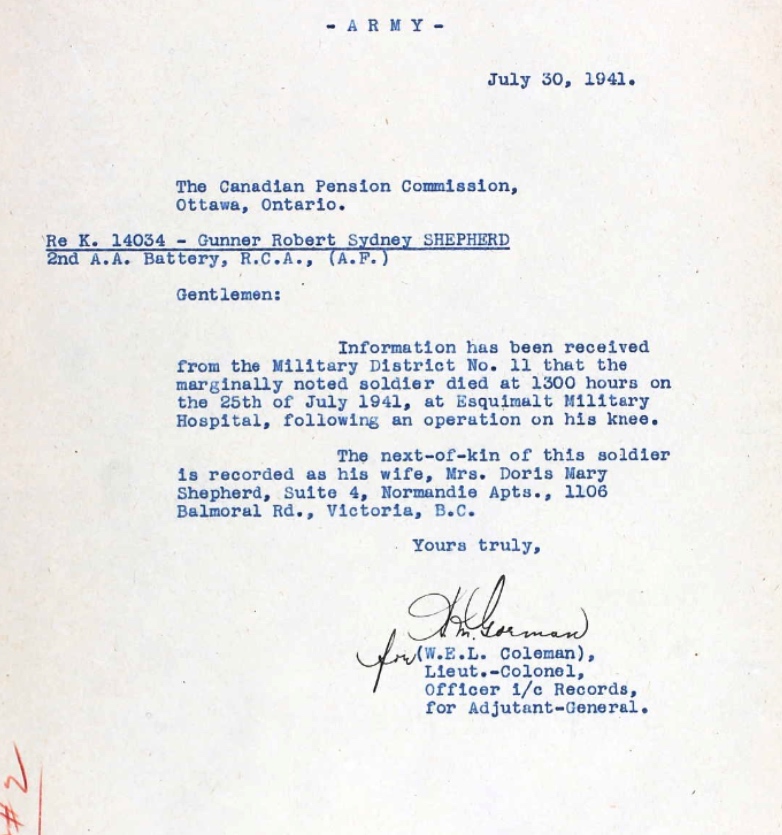 - A R M Y -
July 30, 1941.
The Canadian Pension Commission,
Ottawa, Ontario.
Re K. 14034 - Gunner Robert Sydney SHEPHERD
2nd A.A. Battery, R.C.A., (A.F.)
Gentlemen:
Information has been received
from the Military District No. 11 that the
marginally noted soldier died at 1300 hours on
the 25th of July 1941, at Esquimalt Military
Hospital, following an operation on his knee.
The next-of-kin of this soldier
is recorded as his wife, Mrs. Doris Mary
Shepherd, Suite 4, Normandie Apts., 1106
Balmoral Rd., Victoria, B.C.
Yours truly,
Gorman
for (W.E.L. Coleman),
Lieut.-Colonel,
Officer i/c Records,
for Adjutant-General.
#2